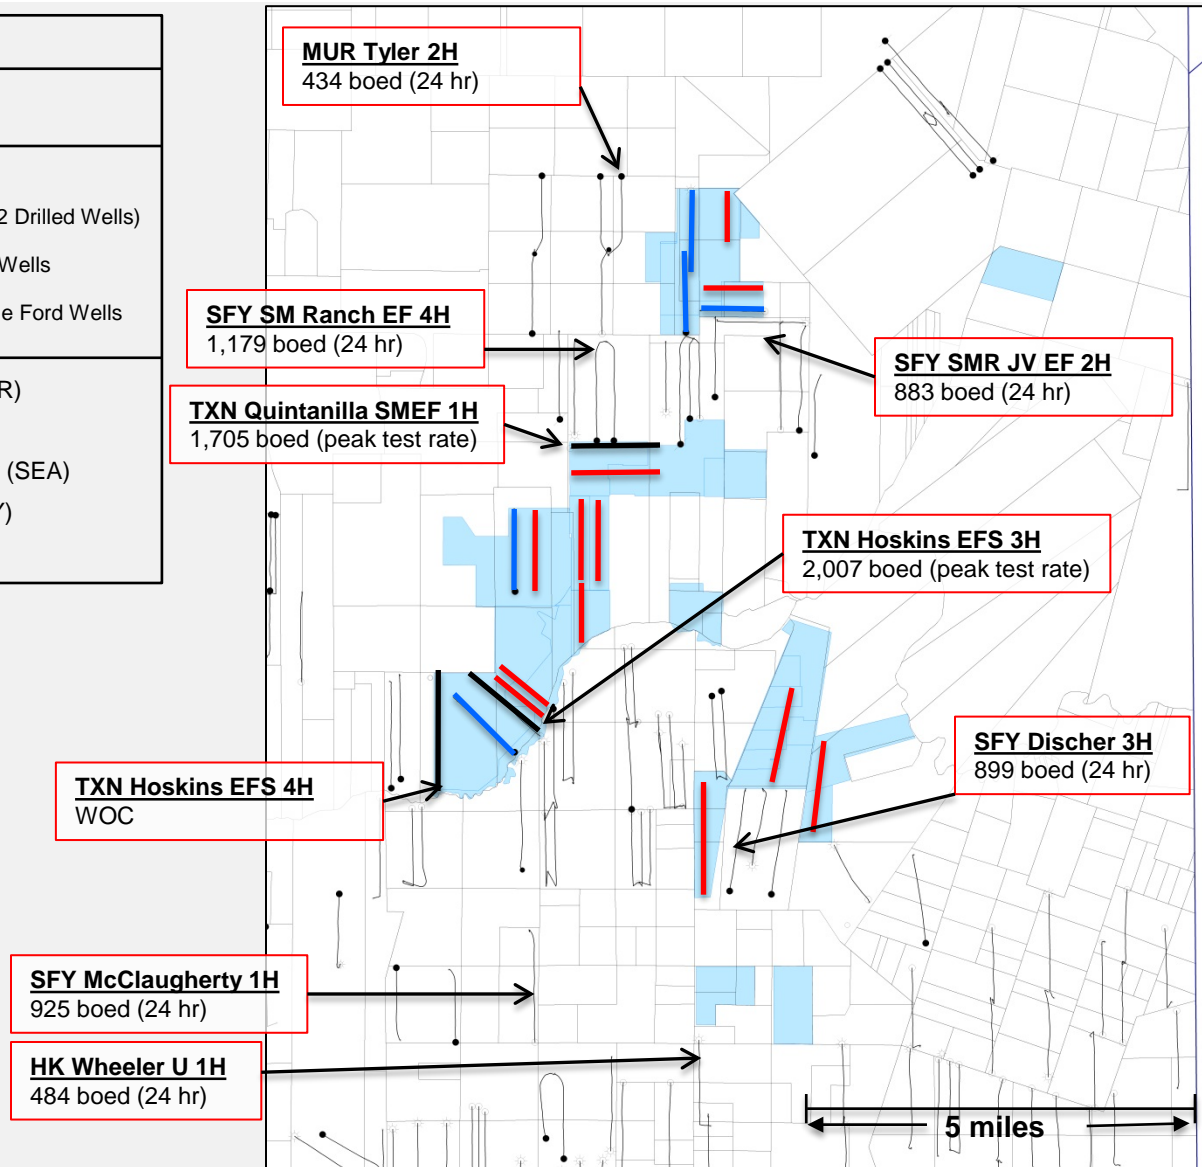 MUR Tyler 2H
434 boed (24 hr)
2 Drilled Wells)
Wells
e Ford Wells
SFY SM Ranch EF 4H
1,179 boed (24 hr)
SFY SMR JV EF 2H
883 boed (24 hr)
R)
TXN Quintanilla SMEF 1H
1,705 boed (peak test rate)
(SEA)
Y)
TXN Hoskins EFS 3H
2,007 boed (peak test rate)
SFY Discher 3H
899 boed (24 hr)
TXN Hoskins EFS 4H
WOC
SFY McClaugherty 1H
925 boed (24 hr)
HK Wheeler U 1H
484 boed (24 hr)
5 miles